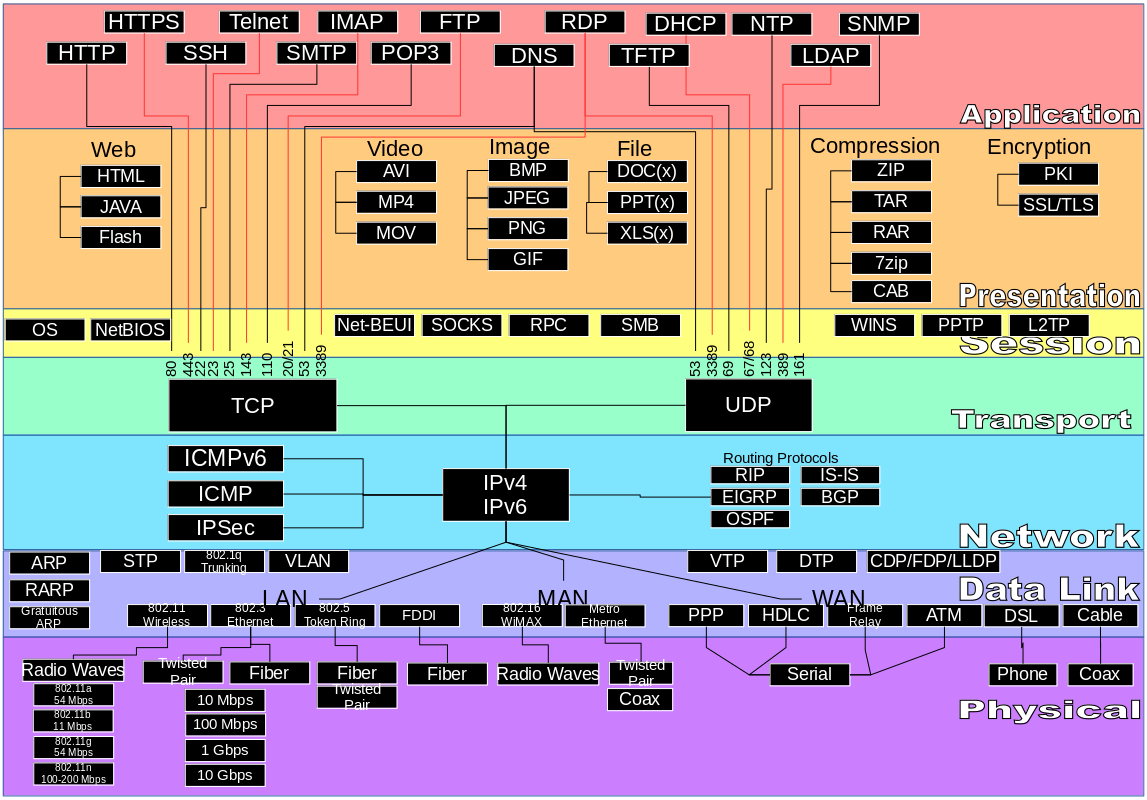 HTTPS
Telnet
IMAP
FTP
RDP
DHCP
NTP
SNMP
HTTP
SSH
SMTP
POP3
DNS
TFTP
LDAP
Application
Web
HTML
JAVA
Flash
Video
AVI
MP4
MOV
Image
BMP
JPEG
PNG
GIF
File
DOC(x)
PPT(x)
XLS(x)
Compression
ZIP
TAR
RAR
7zip
CAB
Encryption
PKI
SSL/TLS
Presentation
OS
NetBIOS
Net-BEUI
SOCKS
RPC
SMB
WINS
PPTP
L2TP
Session
80
443
22
23
25
143
110
20/21
53
3389
53
3389
69
67/68
123
389
161
TCP
UDP
Transport
ICMPv6
ICMP
IPSec
IPv4
IPv6
Routing Protocols
RIP
IS-IS
EIGRP
BGP
OSPF
Network
ARP
RARP
Gratuitous
ARP
STP
802.1q
Trunking
VLAN
VTP
DTP
CDP/FDP/LLDP
Data Link
LAN
MAN
WAN
802.11
Wireless
802.3
Ethernet
802.5
Token Ring
FDDI
802.16
WiMAX
Metro
Ethernet
PPP
HDLC
Frame
Relay
ATM
DSL
Cable
Radio Waves
Twisted
Pair
Fiber
Fiber
Twisted
Pair
Fiber
Radio Waves
Twisted
Pair
Coax
Serial
Phone
Coax
802.11a
54 Mbps
802.11b
11 Mbps
802.11g
54 Mbps
802.11n
100-200 Mbps
10 Mbps
100 Mbps
1 Gbps
10 Gbps
Physical